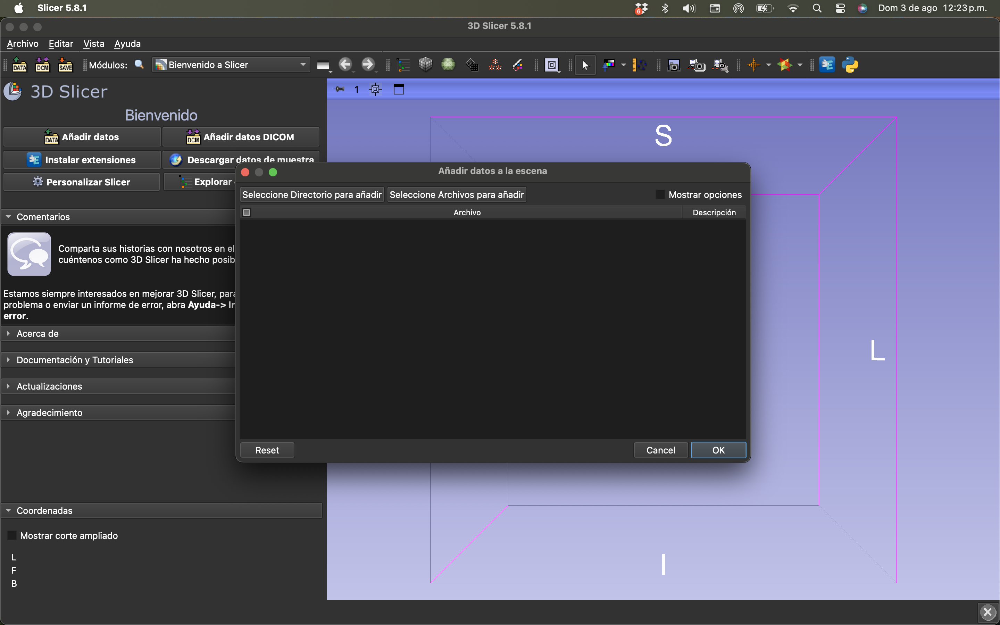 Slicer 5.8.1
6
Dom 3 de ago 12:23 p.m.
3D Slicer 5.8.1
Archivo Editar Vista Ayuda
DATA DCM SAVE Módulos: Bienvenido a Slicer
3D Slicer
1
Bienvenido
S
DATA Añadir datos
DCM Añadir datos DICOM
Instalar extensiones
Descargar datos de muestra
Personalizar Slicer
Explorar
Añadir datos a la escena
Seleccione Directorio para añadir
Seleccione Archivos para añadir
Mostrar opciones
Archivo
Descripción
Comentarios
Comparta sus historias con nosotros en el
cuéntenos como 3D Slicer ha hecho posib
Estamos siempre interesados en mejorar 3D Slicer, para
problema o enviar un informe de error, abra Ayuda-> In
error.
Acerca de
L
Documentación y Tutoriales
Actualizaciones
Agradecimiento
Reset
Cancel
OK
Coordenadas
Mostrar corte ampliado
L
F
B
I